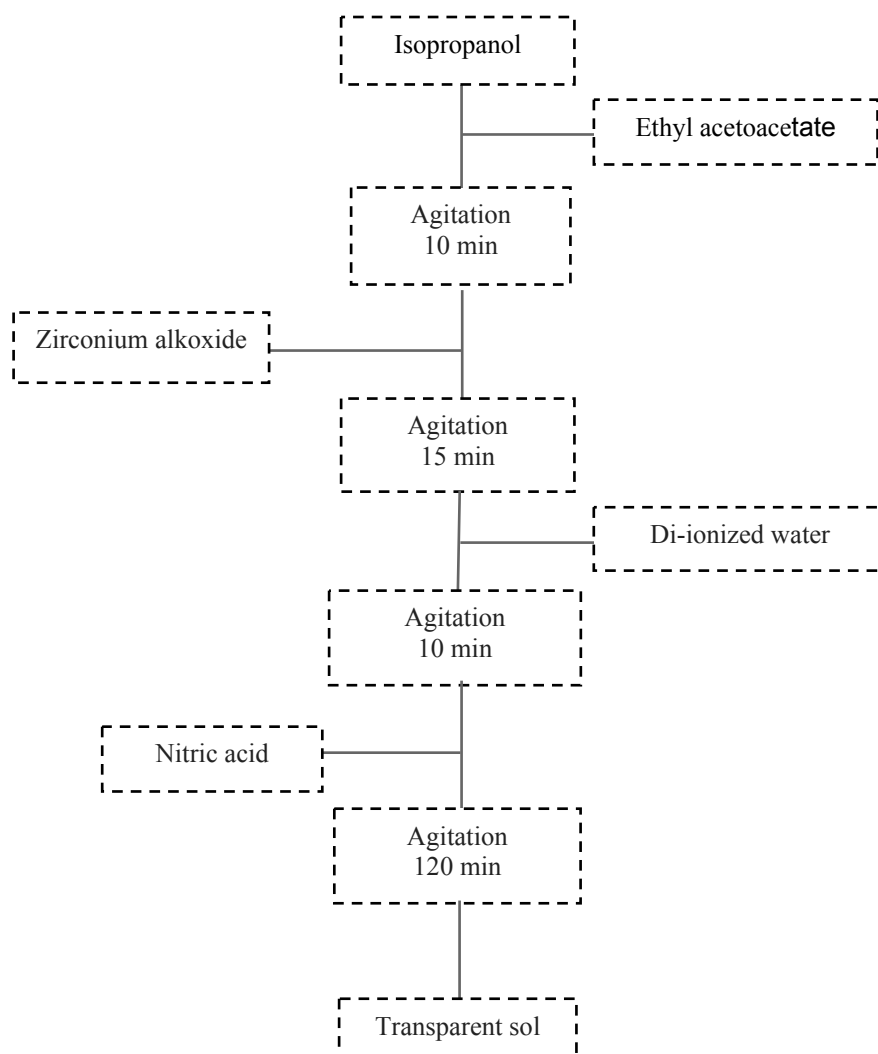 Isopropanol
Ethyl acetoacetate
Agitation
10 min
Zirconium alkoxide
Agitation
15 min
Di-ionized water
Agitation
10 min
Nitric acid
Agitation
120 min
Transparent sol